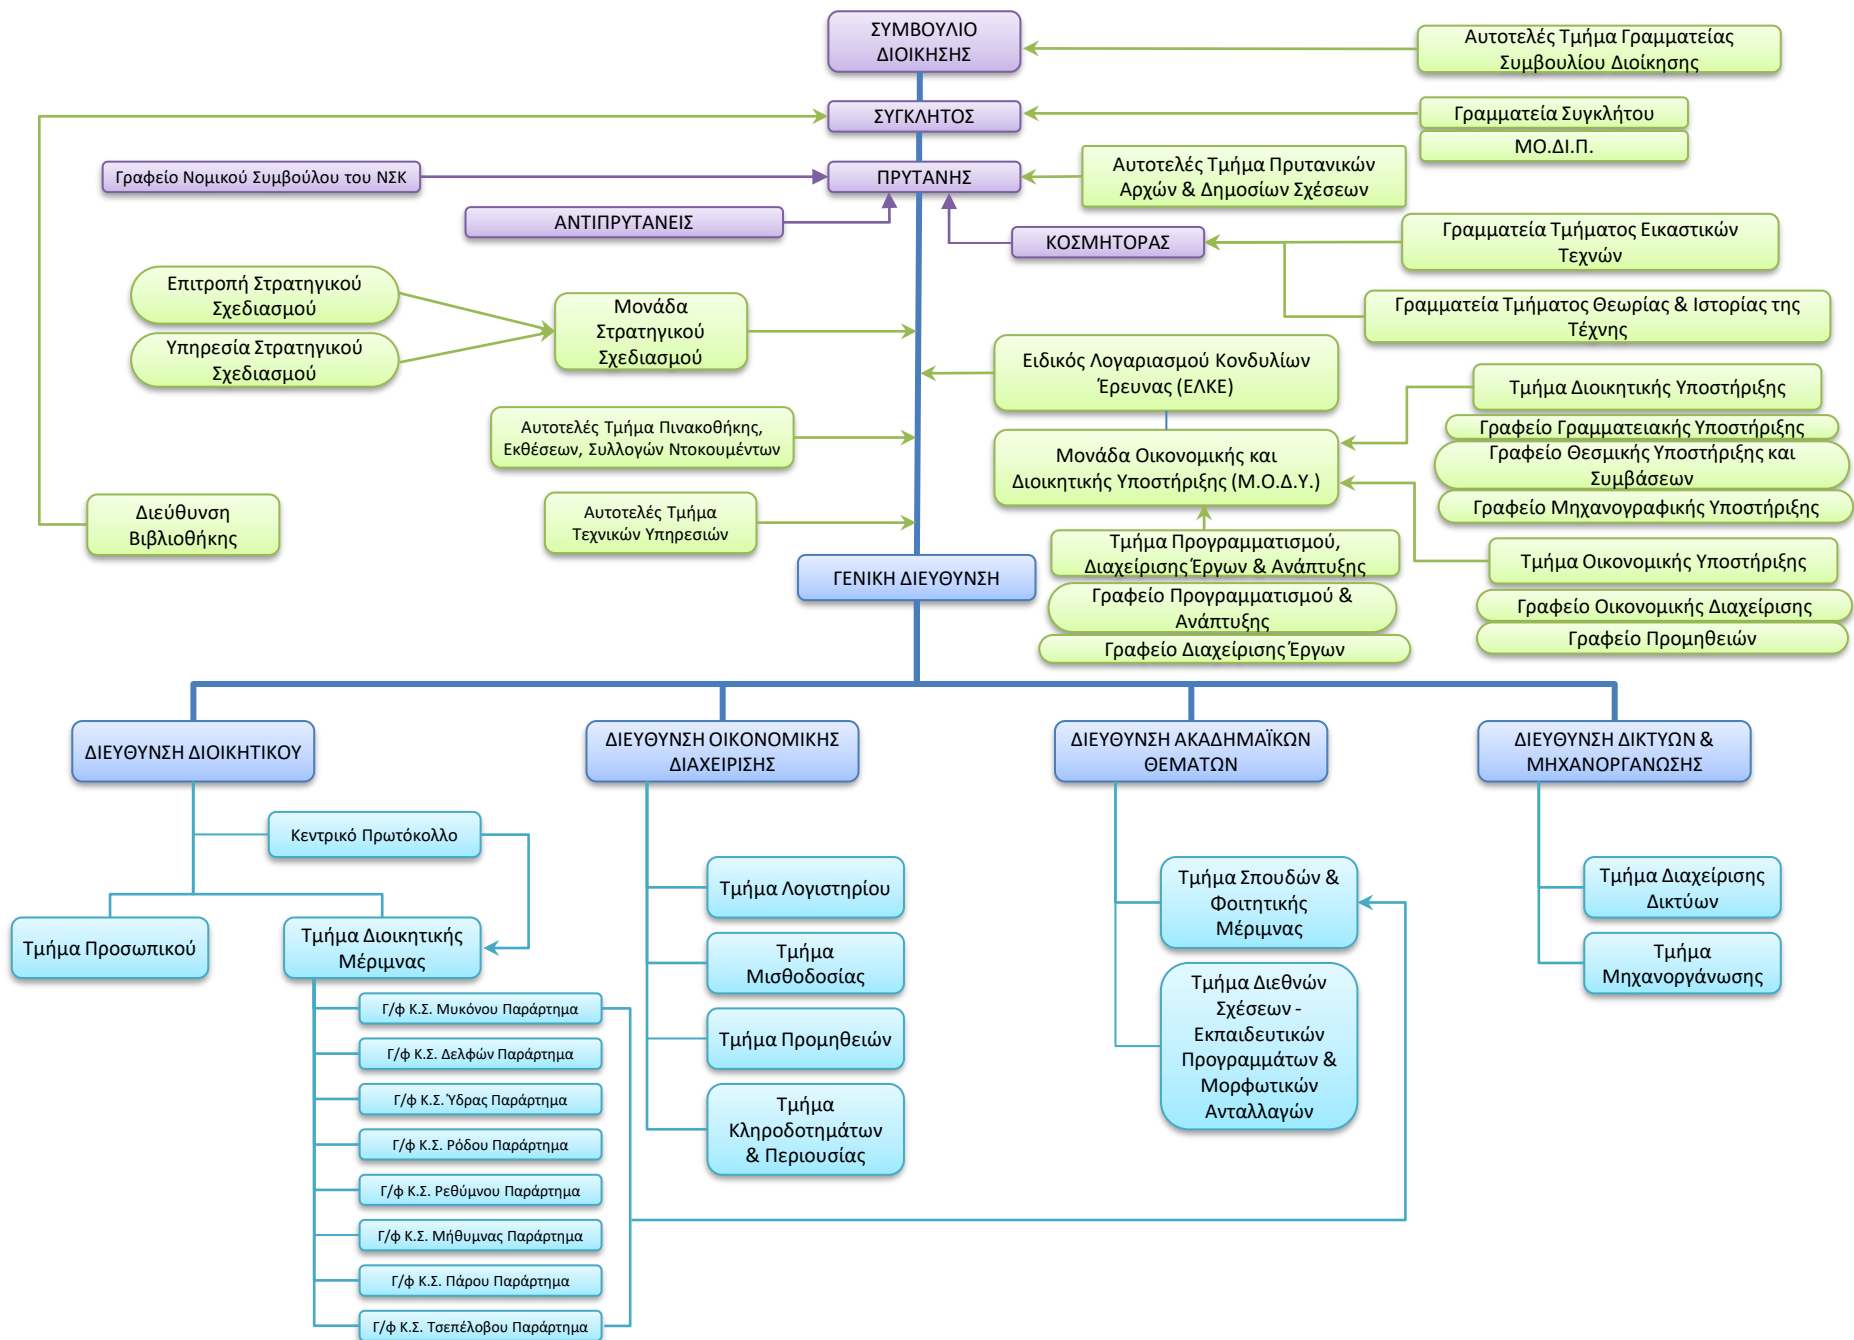 ΣΥΜΒΟΥΛΙΟ
ΔΙΟΙΚΗΣΗΣ
Αυτοτελές Τμήμα Γραμματείας
Συμβουλίου Διοίκησης
ΣΥΓΚΛΗΤΟΣ
Γραμματεία Συγκλήτου
ΜΟ.ΔΙ.Π.
Γραφείο Νομικού Συμβούλου του ΝΣΚ
ΠΡΥΤΑΝΗΣ
Αυτοτελές Τμήμα Πρυτανικών
Αρχών & Δημοσίων Σχέσεων
ΑΝΤΙΠΡΥΤΑΝΕΙΣ
ΚΟΣΜΗΤΟΡΑΣ
Γραμματεία Τμήματος Εικαστικών
Τεχνών
Γραμματεία Τμήματος Θεωρίας & Ιστορίας της
Τέχνης
Επιτροπή Στρατηγικού
Σχεδιασμού
Υπηρεσία Στρατηγικού
Σχεδιασμού
Μονάδα
Στρατηγικού
Σχεδιασμού
Ειδικός Λογαριασμού Κονδυλίων
Έρευνας (ΕΛΚΕ)
Τμήμα Διοικητικής Υποστήριξης
Γραφείο Γραμματειακής Υποστήριξης
Γραφείο Θεσμικής Υποστήριξης και
Συμβάσεων
Γραφείο Μηχανογραφικής Υποστήριξης
Αυτοτελές Τμήμα Πινακοθήκης,
Εκθέσεων, Συλλογών Ντοκουμέντων
Μονάδα Οικονομικής και
Διοικητικής Υποστήριξης (Μ.Ο.Δ.Υ.)
Διεύθυνση
Βιβλιοθήκης
Αυτοτελές Τμήμα
Τεχνικών Υπηρεσιών
Τμήμα Προγραμματισμού,
Διαχείρισης Έργων & Ανάπτυξης
Γραφείο Προγραμματισμού &
Ανάπτυξης
Γραφείο Διαχείρισης Έργων
Τμήμα Οικονομικής Υποστήριξης
Γραφείο Οικονομικής Διαχείρισης
Γραφείο Προμηθειών
ΓΕΝΙΚΗ ΔΙΕΥΘΥΝΣΗ
ΔΙΕΥΘΥΝΣΗ ΔΙΟΙΚΗΤΙΚΟΥ
ΔΙΕΥΘΥΝΣΗ ΟΙΚΟΝΟΜΙΚΗΣ
ΔΙΑΧΕΙΡΙΣΗΣ
ΔΙΕΥΘΥΝΣΗ ΑΚΑΔΗΜΑΪΚΩΝ
ΘΕΜΑΤΩΝ
ΔΙΕΥΘΥΝΣΗ ΔΙΚΤΥΩΝ &
ΜΗΧΑΝΟΡΓΑΝΩΣΗΣ
Κεντρικό Πρωτόκολλο
Τμήμα Προσωπικού
Τμήμα Διοικητικής
Μέριμνας
Γ/φ Κ.Σ. Μυκόνου Παράρτημα
Γ/φ Κ.Σ. Δελφών Παράρτημα
Γ/φ Κ.Σ. Ύδρας Παράρτημα
Γ/φ Κ.Σ. Ρόδου Παράρτημα
Γ/φ Κ.Σ. Ρεθύμνου Παράρτημα
Γ/φ Κ.Σ. Μήθυμνας Παράρτημα
Γ/φ Κ.Σ. Πάρου Παράρτημα
Γ/φ Κ.Σ. Τσεπέλοβου Παράρτημα
Τμήμα Λογιστηρίου
Τμήμα
Μισθοδοσίας
Τμήμα Προμηθειών
Τμήμα
Κληροδοτημάτων
& Περιουσίας
Τμήμα Σπουδών &
Φοιτητικής
Μέριμνας
Τμήμα Διεθνών
Σχέσεων -
Εκπαιδευτικών
Προγραμμάτων &
Μορφωτικών
Ανταλλαγών
Τμήμα Διαχείρισης
Δικτύων
Τμήμα
Μηχανοργάνωσης